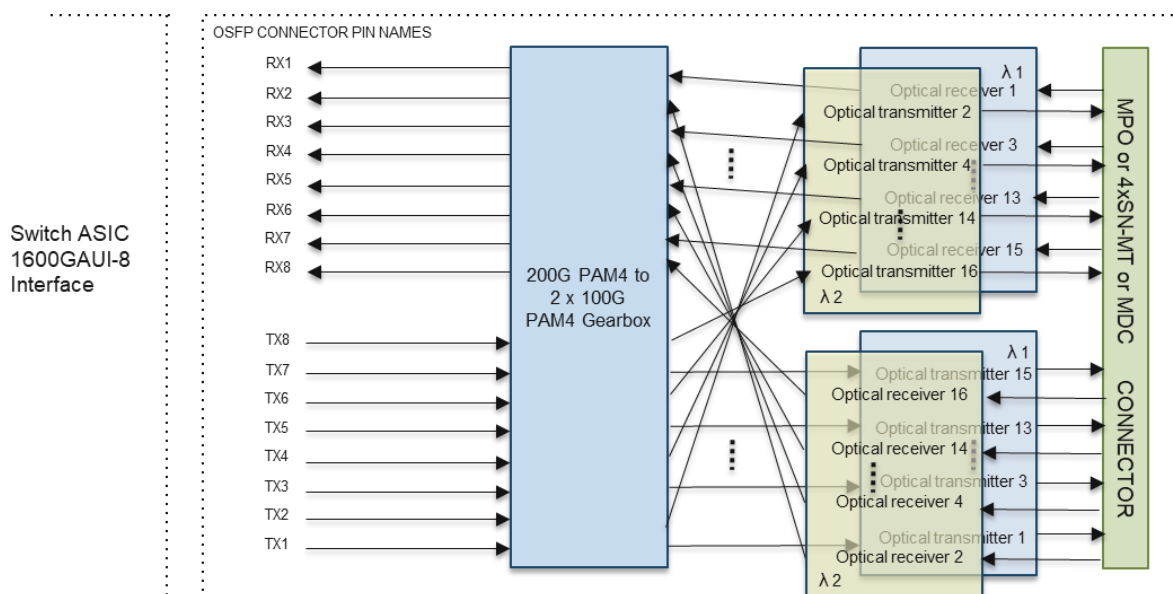 OSFP CONNECTOR PIN NAMES
RX1
RX2
RX3
RX4
RX5
RX6
RX7
RX8
TX8
TX7
TX6
TX5
TX4
TX3
TX2
TX1
Switch ASIC
1600GAUI-8
Interface
200G PAM4 to
2 x 100G
PAM4 Gearbox
λ 1
Optical receiver 1
Optical transmitter 2
Optical receiver 3
Optical transmitter 4
Optical receiver 13
Optical transmitter 14
Optical receiver 15
Optical transmitter 16
λ 2
λ 1
Optical transmitter 15
Optical receiver 16
Optical transmitter 13
Optical receiver 14
Optical transmitter 3
Optical receiver 4
Optical transmitter 1
Optical receiver 2
λ 2
MPO or 4xSN-MT or MDC CONNECTOR